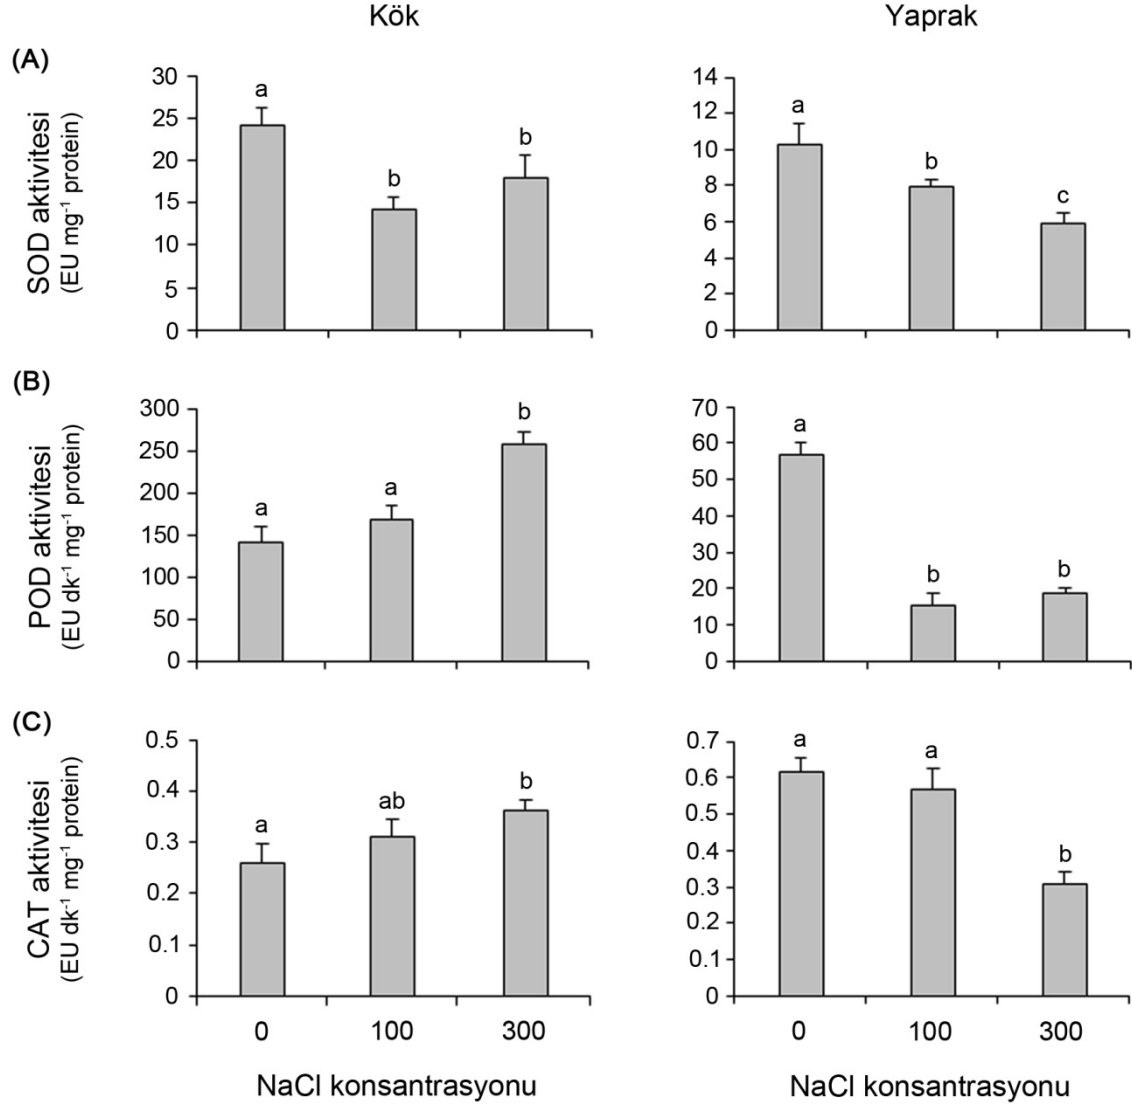 Kök
Yaprak
(A)
SOD aktivitesi
(EU mg⁻¹ protein)
30
25
20
15
10
5
0
a
b
b
14
12
10
8
6
4
2
0
a
b
c
(B)
POD aktivitesi
(EU dk⁻¹ mg⁻¹ protein)
300
250
200
150
100
50
0
a
a
b
70
60
50
40
30
20
10
0
a
b
b
(C)
CAT aktivitesi
(EU dk⁻¹ mg⁻¹ protein)
0.5
0.4
0.3
0.2
0.1
0
a
ab
b
0.7
0.6
0.5
0.4
0.3
0.2
0.1
0
a
a
b
0 100 300
0 100 300
NaCl konsantrasyonu
NaCl konsantrasyonu